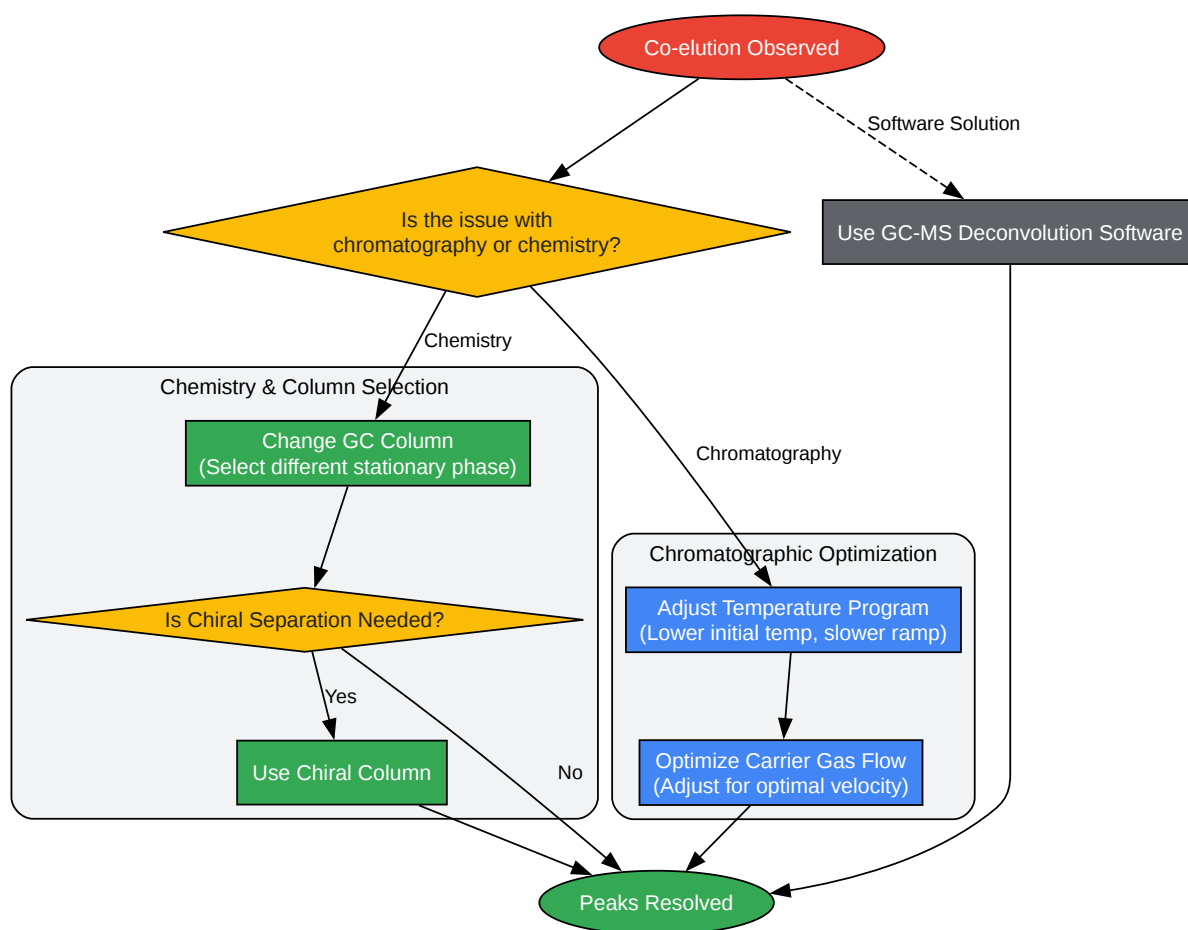 Co-elution Observed
Software Solution
Is the issue with
chromatography or chemistry?
Use GC-MS Deconvolution Software
Chemistry
Chemistry & Column Selection
Change GC Column
(Select different stationary phase)
Chromatography
Chromatographic Optimization
Is Chiral Separation Needed?
Adjust Temperature Program
(Lower initial temp, slower ramp)
Yes
Use Chiral Column
No
Optimize Carrier Gas Flow
(Adjust for optimal velocity)
Peaks Resolved